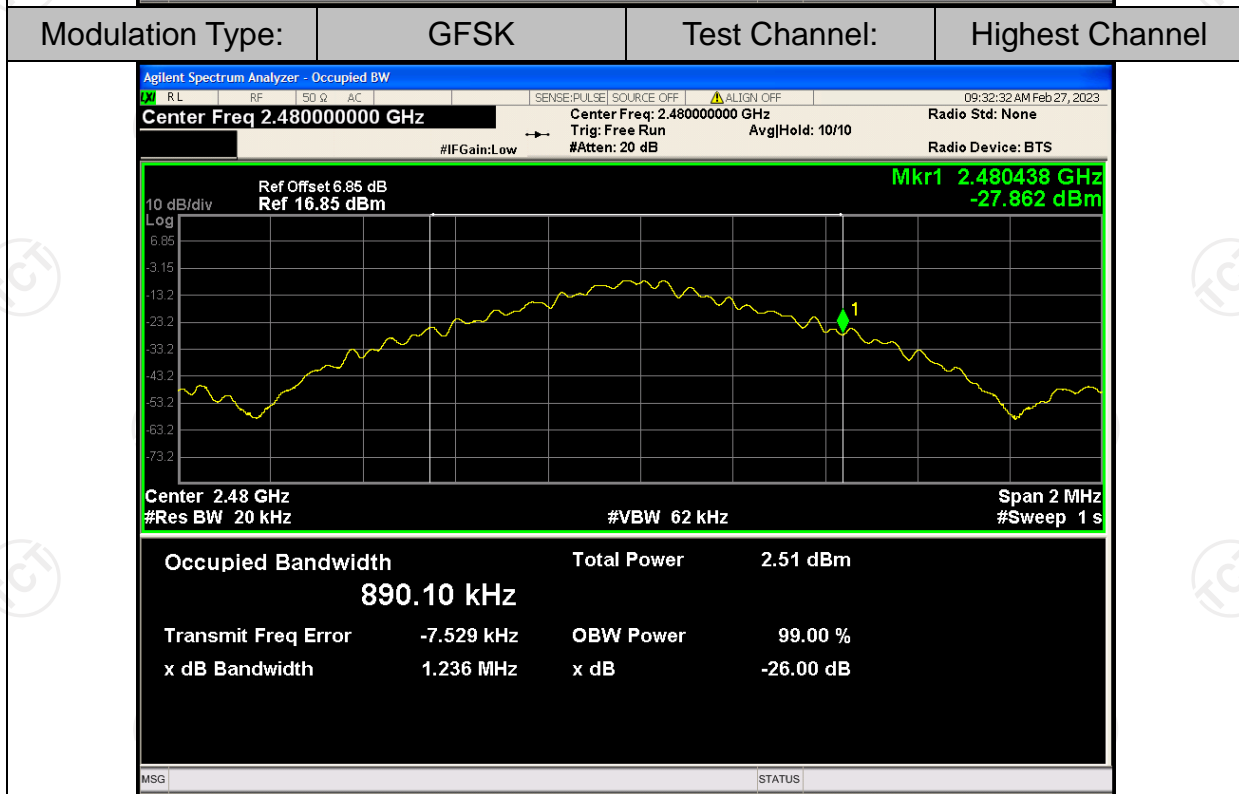 Modulation Type: GFSK Test Channel: Highest Channel
Agilent Spectrum Analyzer - Occupied BW
LXI RL RF 50 Ω AC SENSE:PULSE SOURCE OFF ALIGN OFF 09:32:32 AM Feb 27, 2023
Center Freq 2.480000000 GHz Center Freq: 2.480000000 GHz Radio Std: None
Trig: Free Run Avg|Hold: 10/10
#IFGain:Low #Atten: 20 dB Radio Device: BTS
Mkr1 2.480438 GHz
Ref Offset 6.85 dB
10 dB/div Ref 16.85 dBm -27.862 dBm
Log
6.85
-3.15
-13.2
1
-23.2
-33.2
-43.2
-53.2
-63.2
-73.2
Center 2.48 GHz Span 2 MHz
#Res BW 20 kHz #VBW 62 kHz #Sweep 1 s
Occupied Bandwidth Total Power 2.51 dBm
890.10 kHz
Transmit Freq Error -7.529 kHz OBW Power 99.00 %
x dB Bandwidth 1.236 MHz x dB -26.00 dB
MSG STATUS
TCT
TCT
TCT
TCT